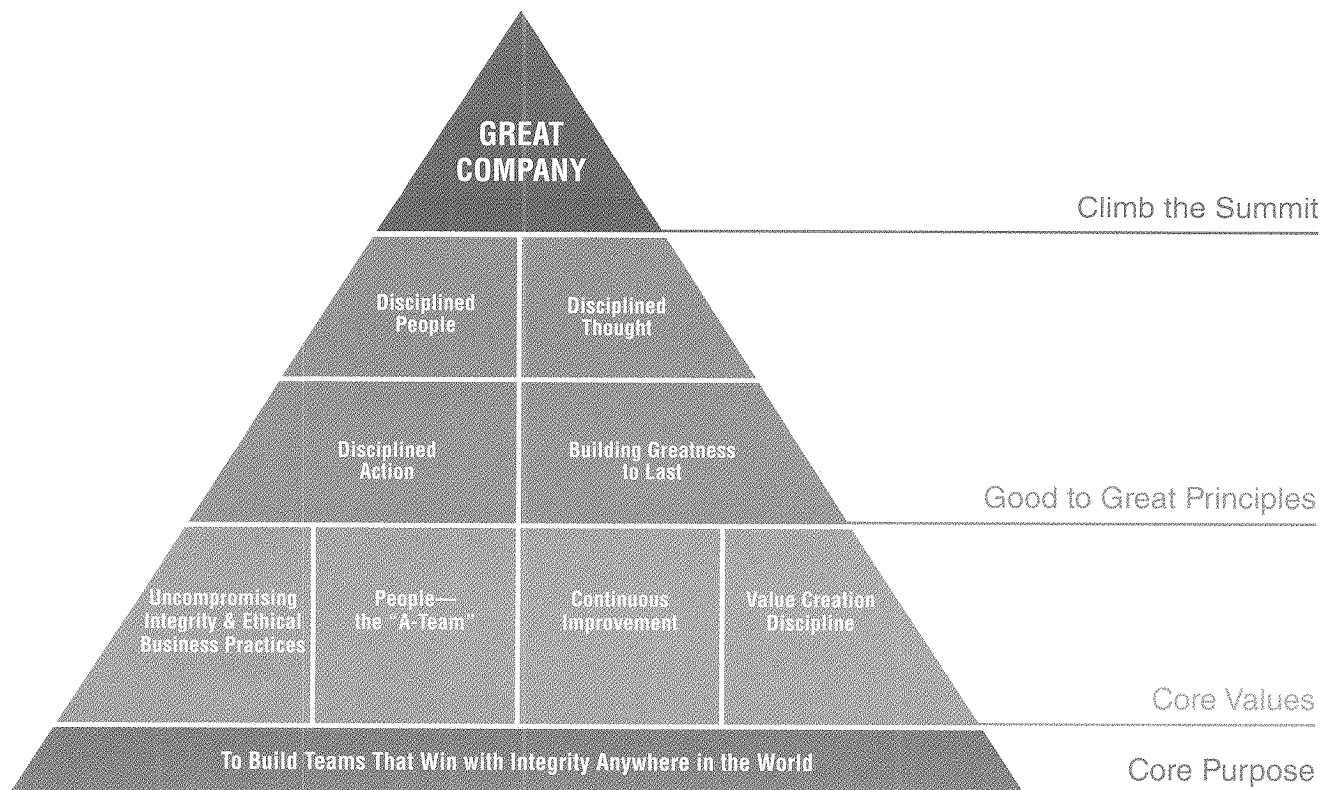 GREAT
COMPANY
Climb the Summit
Disciplined
People
Disciplined
Thought
Disciplined
Action
Building Greatness
to Last
Good to Great Principles
Uncompromising
Integrity & Ethical
Business Practices
People—
the “A-Team”
Continuous
Improvement
Value Creation
Discipline
Core Values
To Build Teams That Win with Integrity Anywhere in the World
Core Purpose